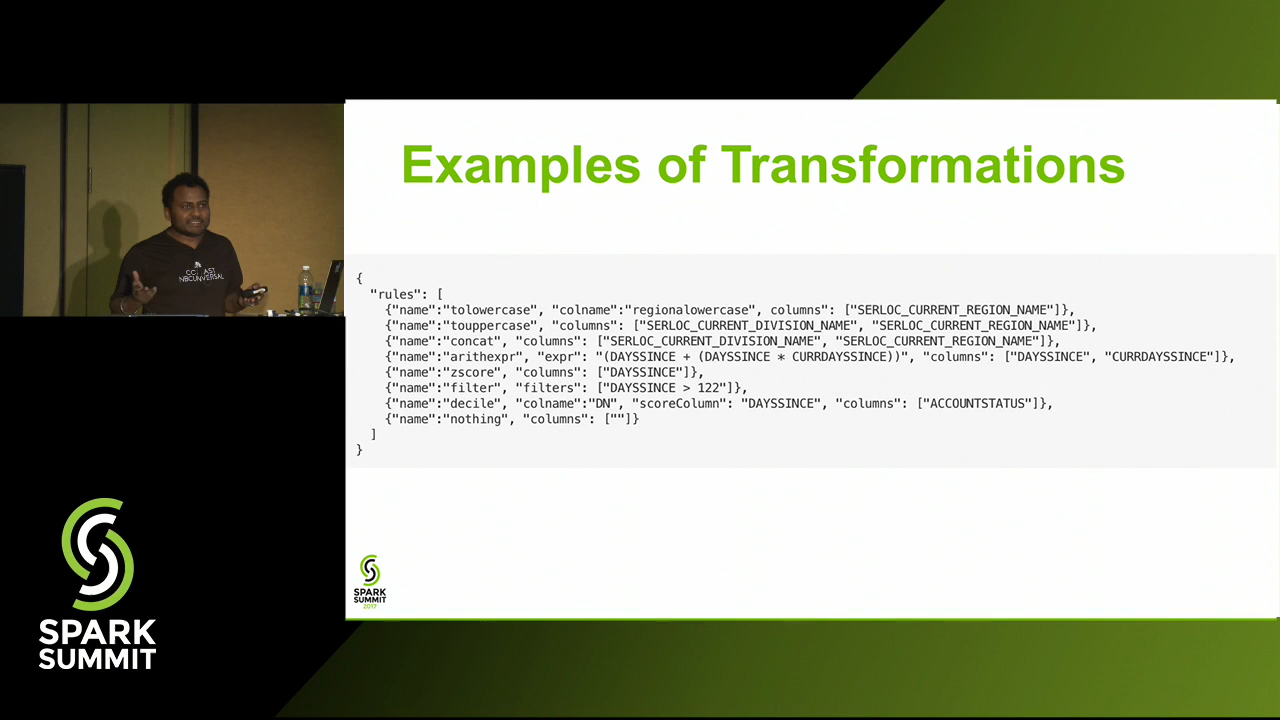 Examples of Transformations
{
"rules": [
{"name":"tolowercase", "colname":"regionalowercase", columns": ["SERLOC_CURRENT_REGION_NAME"]},
{"name":"touppercase", "columns": ["SERLOC_CURRENT_DIVISION_NAME", "SERLOC_CURRENT_REGION_NAME"]},
{"name":"concat", "columns": ["SERLOC_CURRENT_DIVISION_NAME", "SERLOC_CURRENT_REGION_NAME"]},
{"name":"arithexpr", "expr": "(DAYSSINCE + (DAYSSINCE * CURRDAYSSINCE))", "columns": ["DAYSSINCE", "CURRDAYSSINCE"]},
{"name":"zscore", "columns": ["DAYSSINCE"]},
{"name":"filter", "filters": ["DAYSSINCE > 122"]},
{"name":"decile", "colname":"DN", "scoreColumn": "DAYSSINCE", "columns": ["ACCOUNTSTATUS"]},
{"name":"nothing", "columns": [""]}
]
}
SPARK
SUMMIT
2017
COMCAST
NBCUNIVERSAL
SPARK
SUMMIT